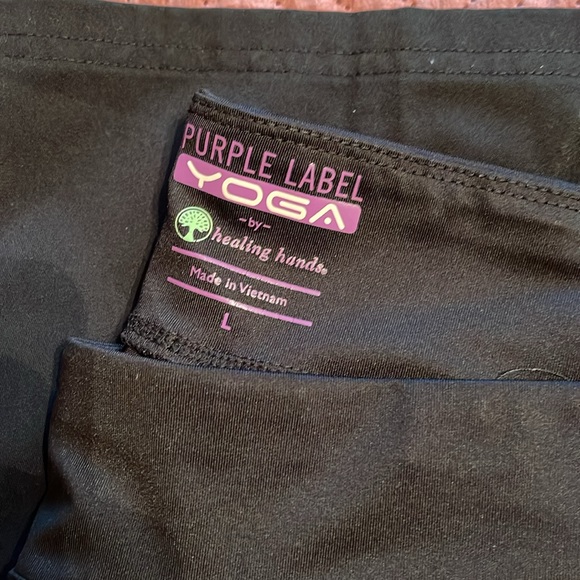 PURPLE LABEL
YOGA
-by-
healing hands®
Made in Vietnam
L